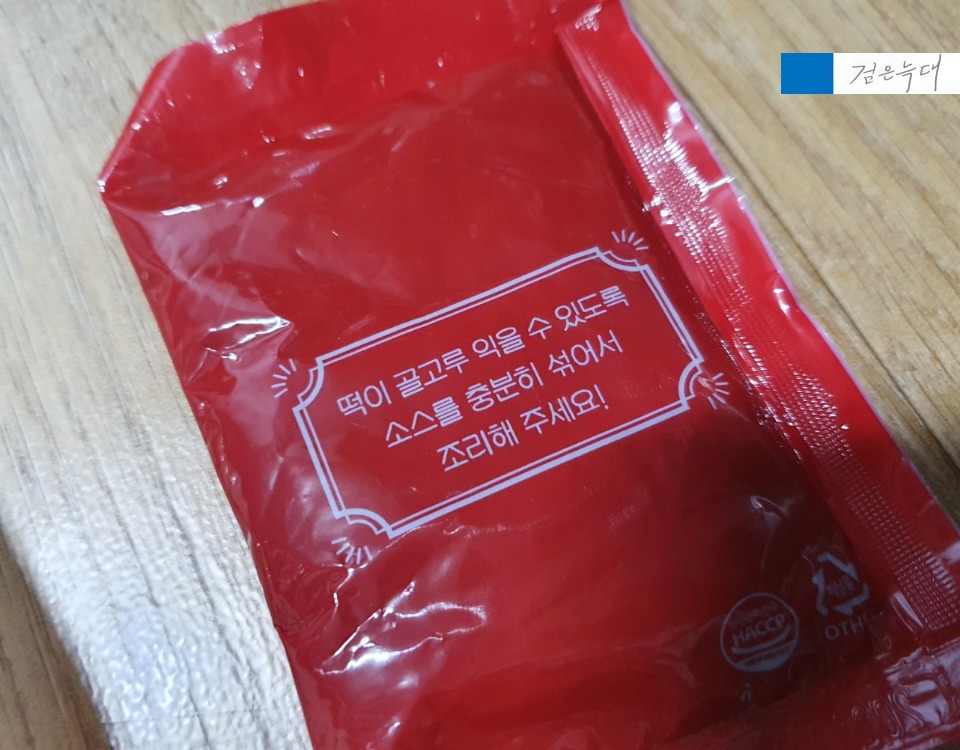 검은늑대
떡이 골고루 익을 수 있도록
소스를 충분히 섞어서
조리해 주세요!
HACCP